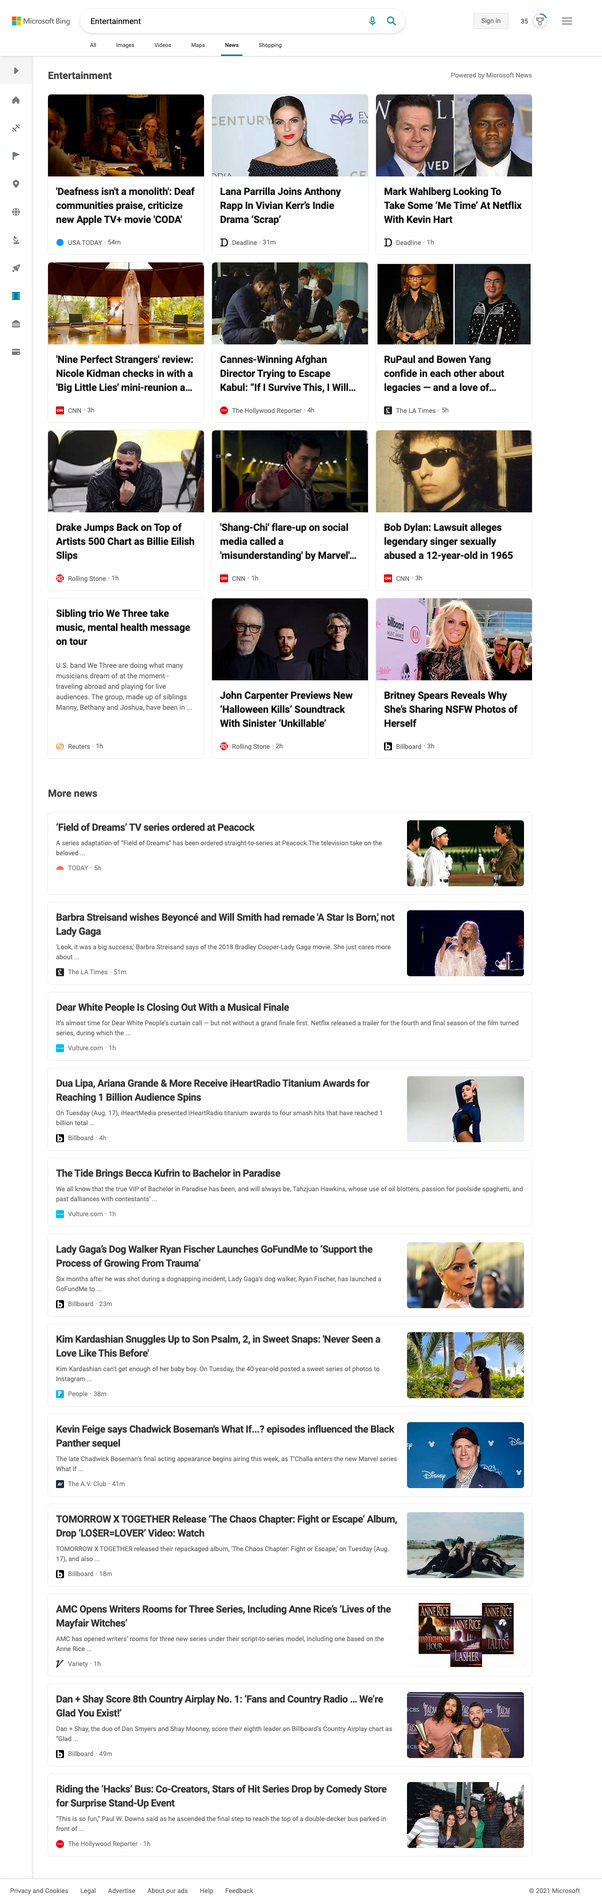 Microsoft Bing
Entertainment
Sign in
35
All Images Videos Maps News Shopping
Entertainment
Powered by Microsoft News
'Deafness isn't a monolith': Deaf
communities praise, criticize
new Apple TV+ movie 'CODA'
USA TODAY · 54m
Lana Parrilla Joins Anthony
Rapp In Vivian Kerr's Indie
Drama 'Scrap'
Deadline · 31m
Mark Wahlberg Looking To
Take Some 'Me Time' At Netflix
With Kevin Hart
Deadline · 1h
'Nine Perfect Strangers' review:
Nicole Kidman checks in with a
'Big Little Lies' mini-reunion a...
CNN · 3h
Cannes-Winning Afghan
Director Trying to Escape
Kabul: "If I Survive This, I Will...
The Hollywood Reporter · 4h
RuPaul and Bowen Yang
confide in each other about
legacies — and a love of...
The LA Times · 5h
Drake Jumps Back on Top of
Artists 500 Chart as Billie Eilish
Slips
Rolling Stone · 1h
'Shang-Chi' flare-up on social
media called a
'misunderstanding' by Marvel'...
CNN · 1h
Bob Dylan: Lawsuit alleges
legendary singer sexually
abused a 12-year-old in 1965
CNN · 3h
Sibling trio We Three take
music, mental health message
on tour
U.S. band We Three are doing what many
musicians dream of at the moment -
traveling abroad and playing for live
audiences. The group, made up of siblings
Manny, Bethany and Joshua, have been in ...
Reuters · 1h
John Carpenter Previews New
'Halloween Kills' Soundtrack
With Sinister 'Unkillable'
Rolling Stone · 2h
Britney Spears Reveals Why
She's Sharing NSFW Photos of
Herself
Billboard · 3h
More news
'Field of Dreams' TV series ordered at Peacock
A series adaptation of "Field of Dreams" has been ordered straight-to-series at Peacock.The television take on the
beloved ...
TODAY · 5h
Barbra Streisand wishes Beyoncé and Will Smith had remade 'A Star Is Born,' not
Lady Gaga
'Look, it was a big success,' Barbra Streisand says of the 2018 Bradley Cooper-Lady Gaga movie. She just cares more
about ...
The LA Times · 51m
Dear White People Is Closing Out With a Musical Finale
It's almost time for Dear White People's curtain call — but not without a grand finale first. Netflix released a trailer for the fourth and final season of the film turned
series, during which the ...
Vulture.com · 1h
Dua Lipa, Ariana Grande & More Receive iHeartRadio Titanium Awards for
Reaching 1 Billion Audience Spins
On Tuesday (Aug. 17), iHeartMedia presented iHeartRadio titanium awards to four smash hits that have reached 1
billion total ...
Billboard · 4h
The Tide Brings Becca Kufrin to Bachelor in Paradise
We all know that the true VIP of Bachelor in Paradise has been, and will always be, Tahzjuan Hawkins, whose use of oil blotters, passion for poolside spaghetti, and
past dalliances with contestants' ...
Vulture.com · 1h
Lady Gaga's Dog Walker Ryan Fischer Launches GoFundMe to 'Support the
Process of Growing From Trauma'
Six months after he was shot during a dognapping incident, Lady Gaga's dog walker, Ryan Fischer, has launched a
GoFundMe to ...
Billboard · 23m
Kim Kardashian Snuggles Up to Son Psalm, 2, in Sweet Snaps: 'Never Seen a
Love Like This Before'
Kim Kardashian can't get enough of her baby boy. On Tuesday, the 40-year-old posted a sweet series of photos to
Instagram ...
People · 38m
Kevin Feige says Chadwick Boseman's What If...? episodes influenced the Black
Panther sequel
The late Chadwick Boseman's final acting appearance begins airing this week, as T'Challa enters the new Marvel series
What If ...
The A.V. Club · 41m
TOMORROW X TOGETHER Release 'The Chaos Chapter: Fight or Escape' Album,
Drop 'LO$ER=LOVER' Video: Watch
TOMORROW X TOGETHER released their repackaged album, 'The Chaos Chapter: Fight or Escape,' on Tuesday (Aug.
17), and also ...
Billboard · 18m
AMC Opens Writers Rooms for Three Series, Including Anne Rice's 'Lives of the
Mayfair Witches'
AMC has opened writers' rooms for three new series under their script-to-series model, including one based on the
Anne Rice ...
Variety · 1h
Dan + Shay Score 8th Country Airplay No. 1: 'Fans and Country Radio ... We're
Glad You Exist!'
Dan + Shay, the duo of Dan Smyers and Shay Mooney, score their eighth leader on Billboard's Country Airplay chart as
"Glad ...
Billboard · 49m
Riding the 'Hacks' Bus: Co-Creators, Stars of Hit Series Drop by Comedy Store
for Surprise Stand-Up Event
"This is so fun," Paul W. Downs said as he ascended the final step to reach the top of a double-decker bus parked in
front of ...
The Hollywood Reporter · 1h
Privacy and Cookies Legal Advertise About our ads Help Feedback
© 2021 Microsoft